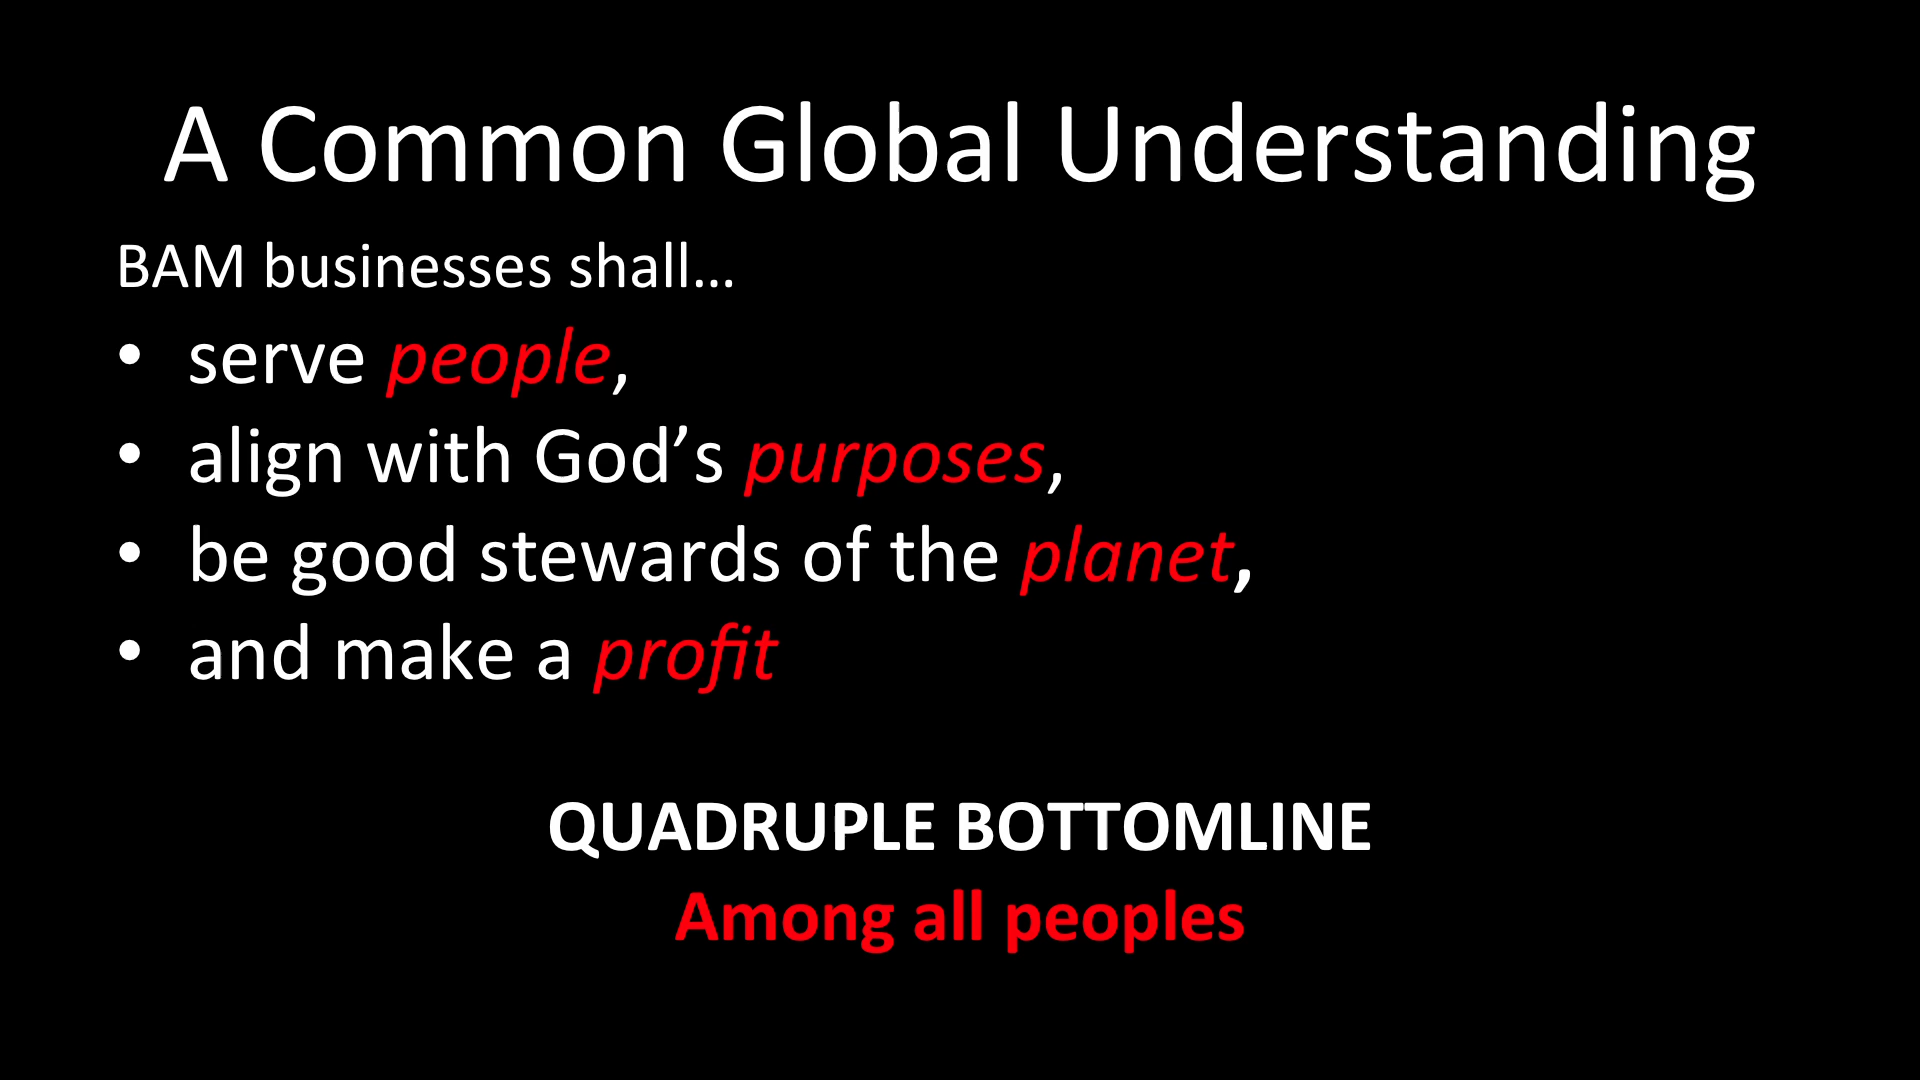 A Common Global Understanding
BAM businesses shall…
• serve people,
• align with God’s purposes,
• be good stewards of the planet,
• and make a profit
QUADRUPLE BOTTOMLINE
Among all peoples